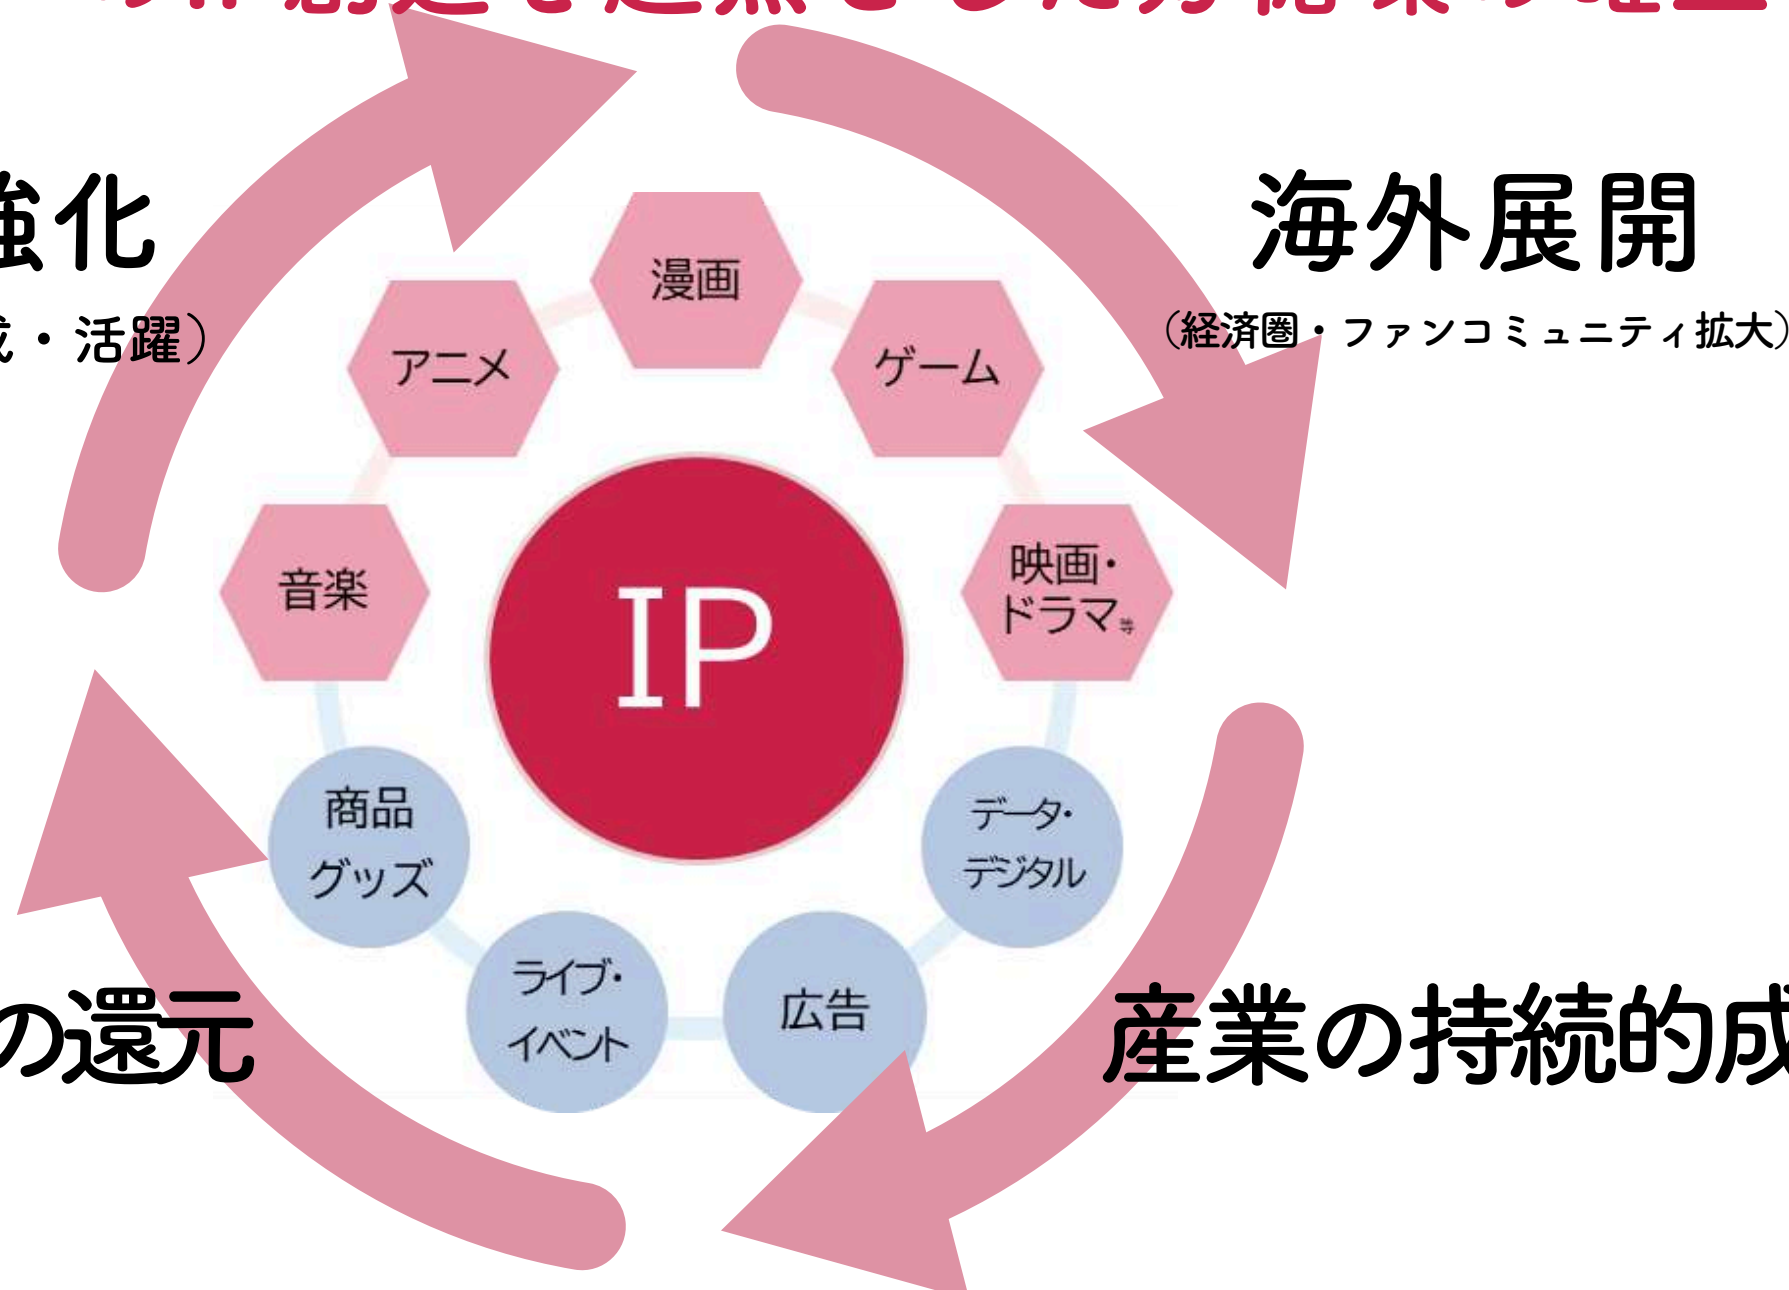 強化
・活躍）
海外展開
（経済圏・ファンコミュニティ拡大）
漫画
アニメ
ゲーム
音楽
映画・
ドラマ等
IP
商品
グッズ
データ・
デジタル
ライブ・
イベント
広告
の還元
産業の持続的成